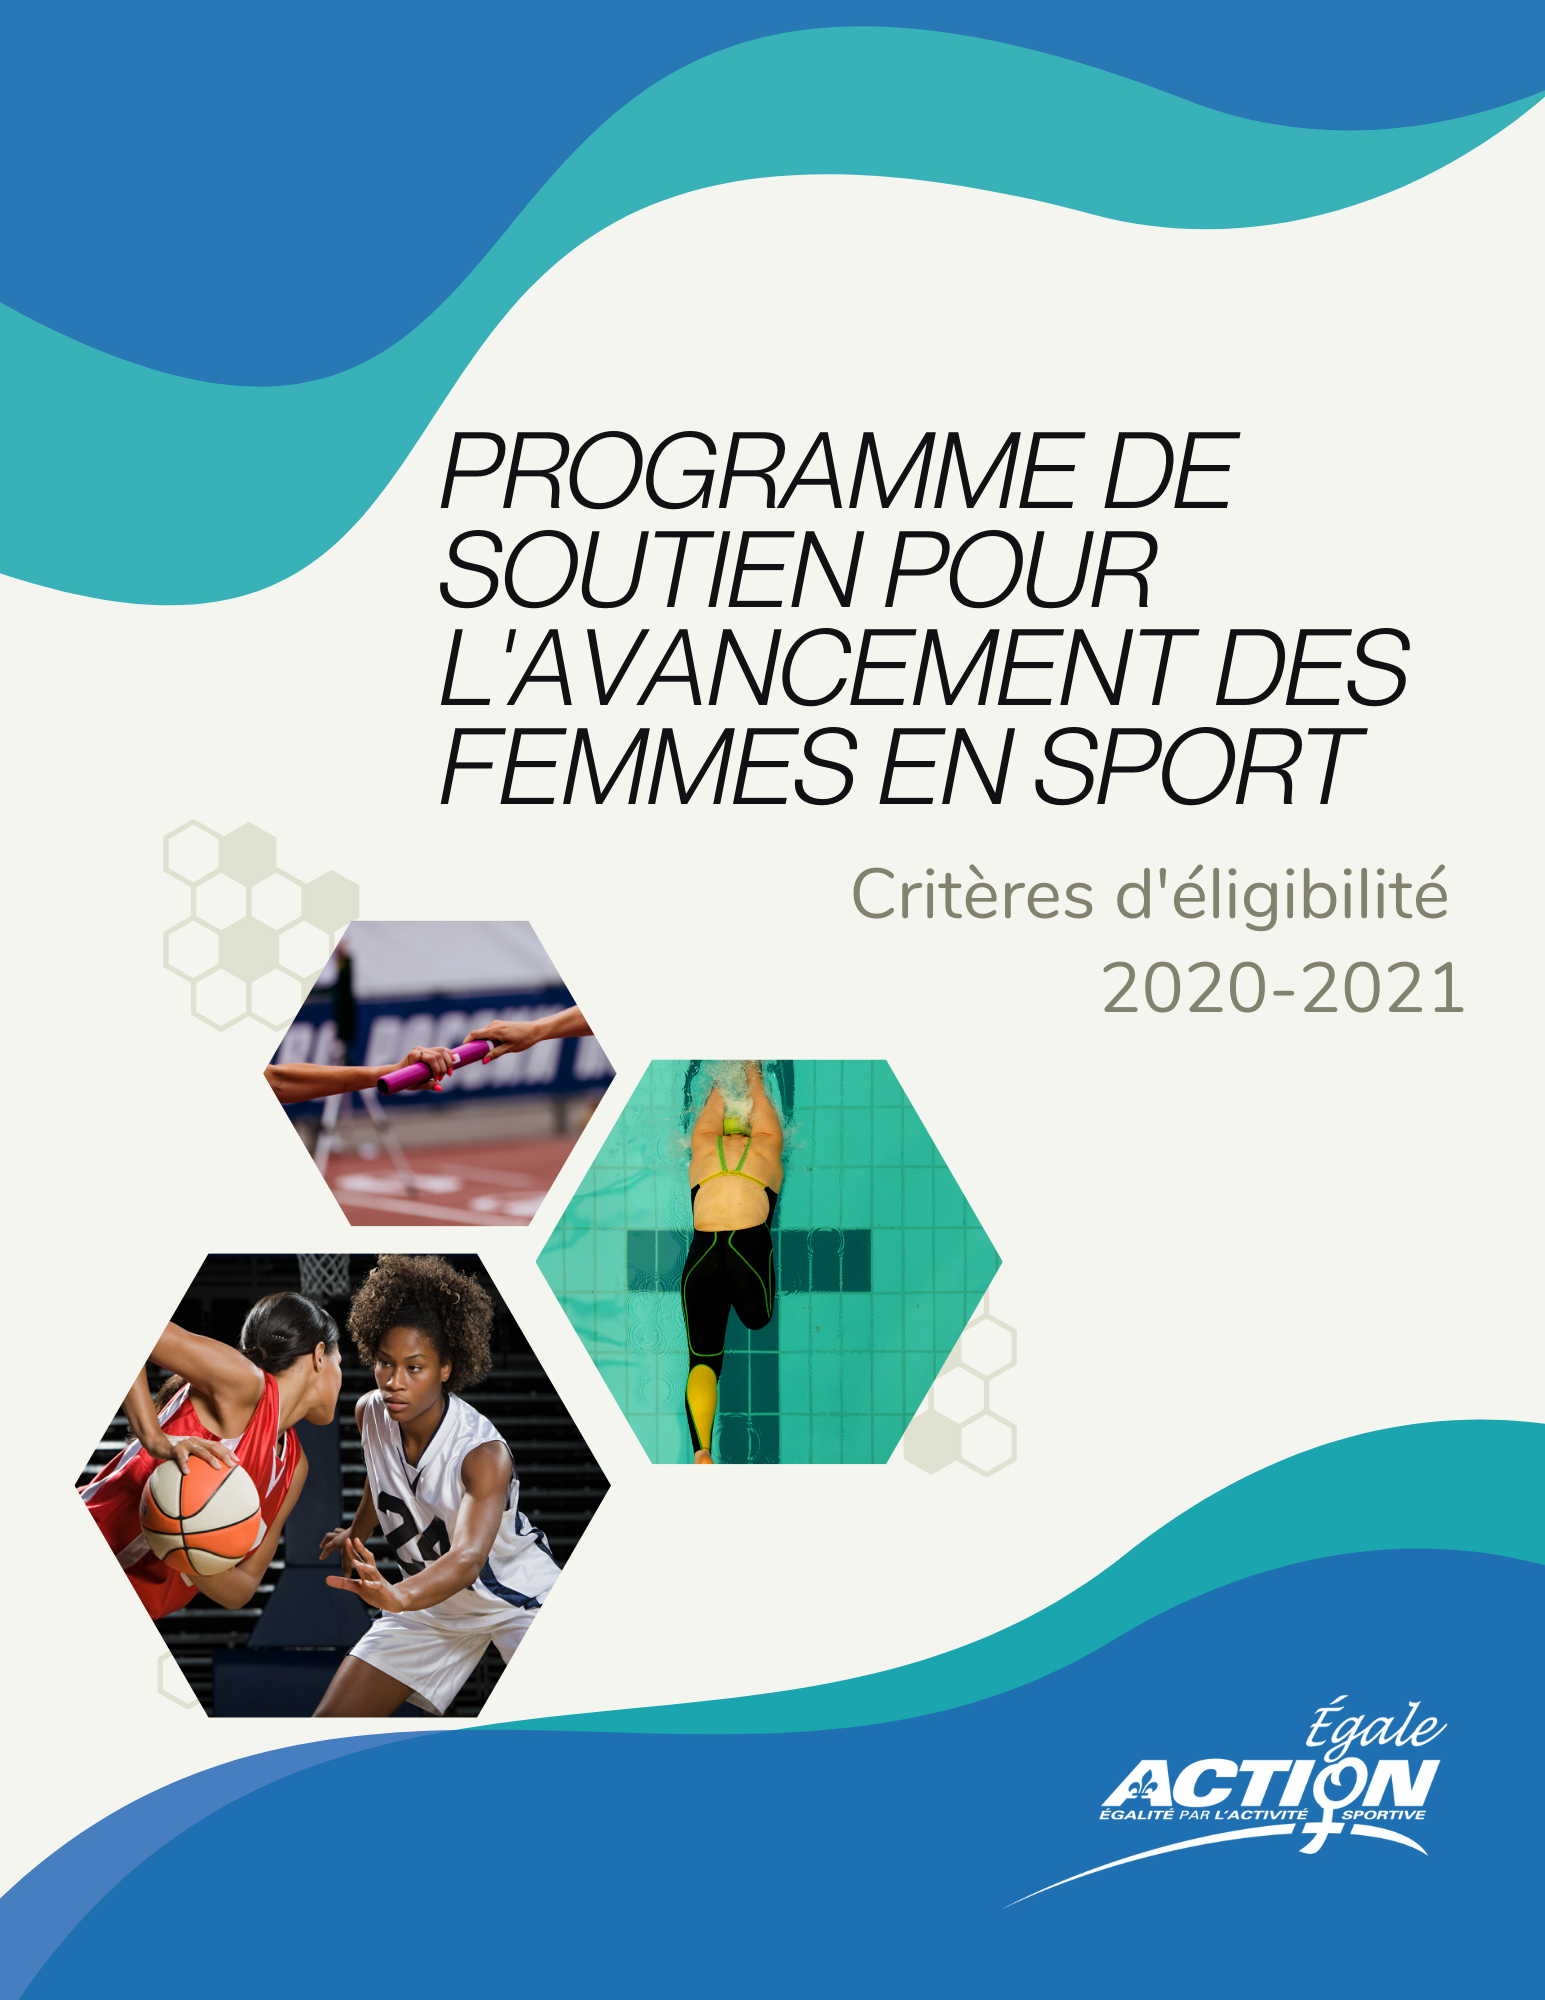 PROGRAMME DE
SOUTIEN POUR
L'AVANCEMENT DES
FEMMES EN SPORT
Critères d'éligibilité
2020-2021
24
Égale
ACTION
ÉGALITÉ PAR L'ACTIVITÉ SPORTIVE